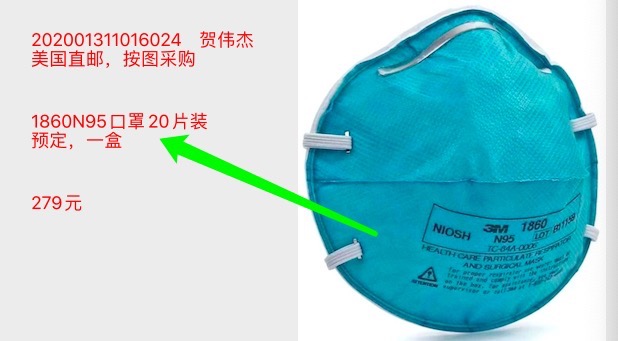 202001311016024 贺伟杰
美国直邮，按图采购
1860N95口罩20片装
预定，一盒
279元
NIOSH 3M 1860
N95
TC-84A-0006
HEALTH CARE PARTICULATE RESPIRATOR
AND SURGICAL MASK